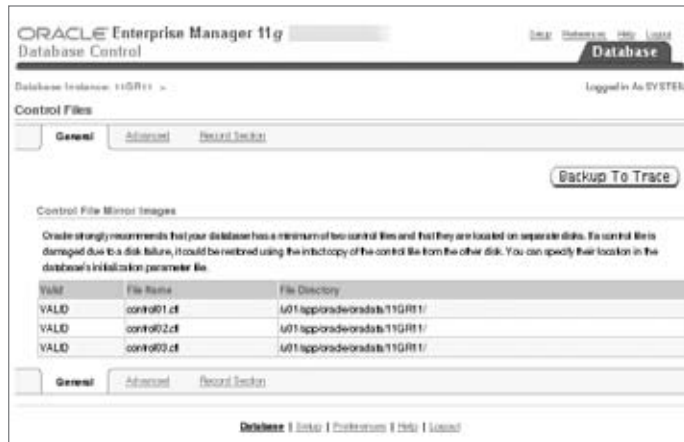 ORACLE Enterprise Manager 11g
Database Control
Setup Preferences Help Logout
Database
Database Instance: 11GR11 >
Logged in As SYSTEM
Control Files
General Advanced Record Section
Backup To Trace
Control File Mirror Images
Oracle strongly recommends that your database has a minimum of two control files and that they are located on separate disks. If a control file is
damaged due to a disk failure, it could be restored using the intact copy of the control file from the other disk. You can specify their location in the
database's initialization parameter file.
Valid File Name File Directory
VALID control01.ctl /u01/app/oracle/oradata/11GR11/
VALID control02.ctl /u01/app/oracle/oradata/11GR11/
VALID control03.ctl /u01/app/oracle/oradata/11GR11/
General Advanced Record Section
Database | Setup | Preferences | Help | Logout